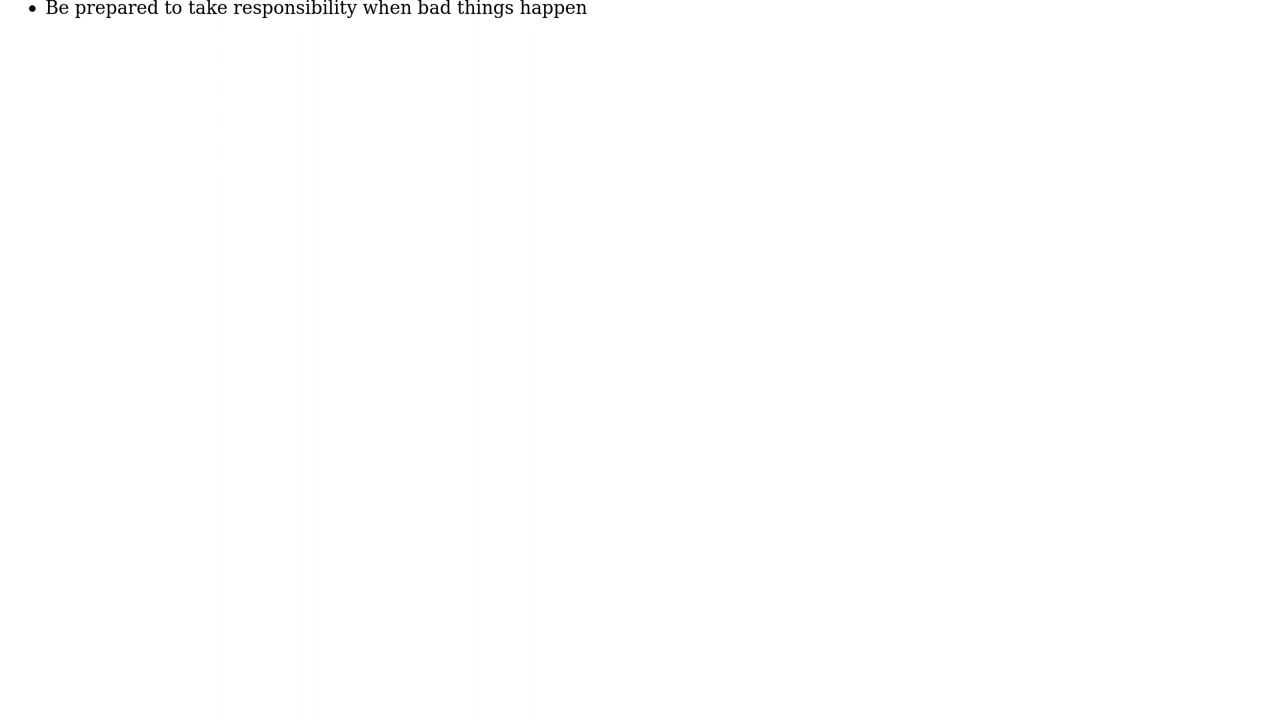 • Be prepared to take responsibility when bad things happen